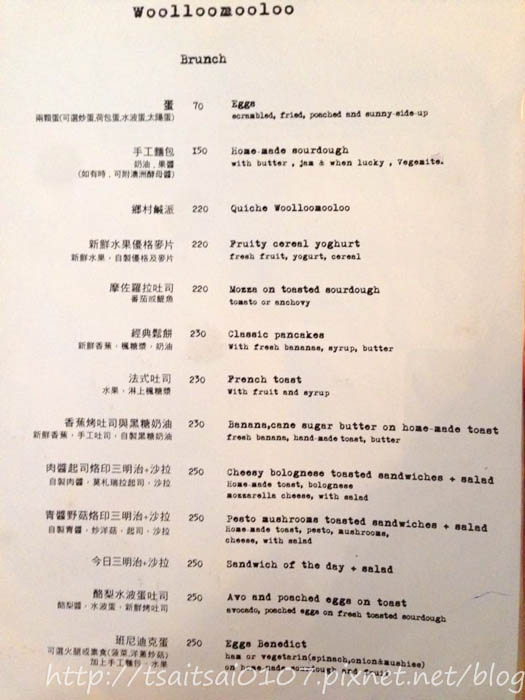 Woolloomooloo
Brunch
蛋 70 Eggs
兩顆蛋(可選炒蛋,荷包蛋,水波蛋,太陽蛋) scrambled, fried, poached and sunny-side-up
手工麵包 150 Home-made sourdough
奶油.果醬 with butter , jam & when lucky , Vegemite.
(如有時.可附澳洲酵母醬)
鄉村鹹派 220 Quiche Woolloomooloo
新鮮水果優格麥片 220 Fruity cereal yoghurt
新鮮水果.自製優格及麥片 fresh fruit, yogurt, cereal
摩佐羅拉吐司 220 Mozza on toasted sourdough
番茄或鯷魚 tomato or anchovy
經典鬆餅 230 Classic pancakes
新鮮香蕉.楓糖漿.奶油 With fresh bananas, syrup, butter
法式吐司 230 French toast
水果.淋上楓糖漿 With fruit and syrup
香蕉烤吐司與黑糖奶油 230 Banana,cane sugar butter on home-made toast
新鮮香蕉.手工吐司.自製黑糖奶油 fresh banana, hand-made toast, butter
肉醬起司烙印三明治+沙拉 250 Cheesy bolognese toasted sandwiches + salad
自製肉醬.莫札瑞拉起司.沙拉 Home-made toast, bolognese
mozzarella cheese, with salad
青醬野菇烙印三明治+沙拉 250 Pesto mushrooms toasted sandwiches + salad
自製青醬.炒洋菇.起司.沙拉 Home-made toast, pesto, mushrooms,
cheese, with salad
今日三明治+沙拉 250 Sandwich of the day + salad
酪梨水波蛋吐司 250 Avo and poached eggs on toast
酪梨醬.水波蛋.新鮮烤吐司 avocado, poached eggs on fresh toasted sourdough
班尼迪克蛋 250 Eggs Benedict
可選火腿或素食(菠菜,洋蔥炒菇) ham or vegetarin(spinach,onion&mushies)
加上手工麵包.水果 on home-made sourdough and fruit
http://tsaitsai0107.pixnet.net/blog